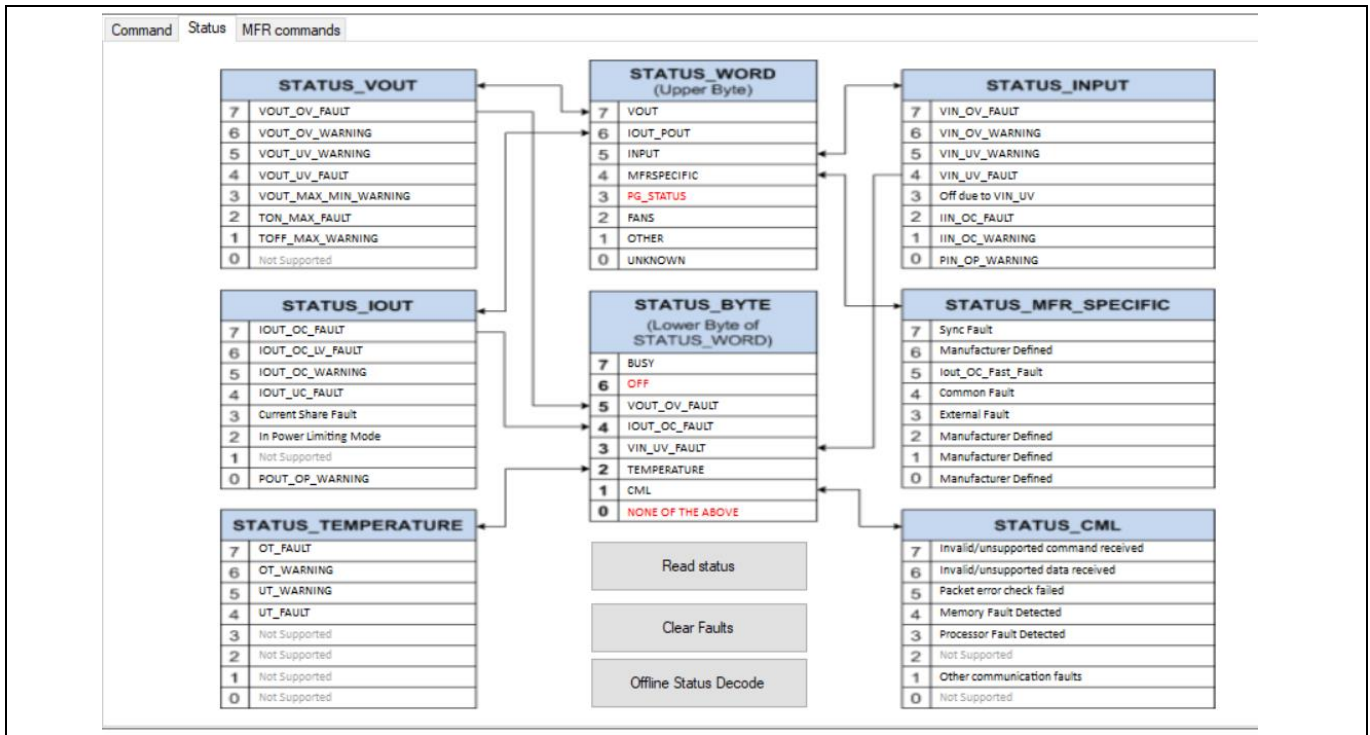 Command Status MFR commands
STATUS_VOUT
7 VOUT_OV_FAULT
6 VOUT_OV_WARNING
5 VOUT_UV_WARNING
4 VOUT_UV_FAULT
3 VOUT_MAX_MIN_WARNING
2 TON_MAX_FAULT
1 TOFF_MAX_WARNING
0 Not Supported
STATUS_WORD
(Upper Byte)
7 VOUT
6 IOUT_POUT
5 INPUT
4 MFRSPECIFIC
3 PG_STATUS
2 FANS
1 OTHER
0 UNKNOWN
STATUS_INPUT
7 VIN_OV_FAULT
6 VIN_OV_WARNING
5 VIN_UV_WARNING
4 VIN_UV_FAULT
3 Off due to VIN_UV
2 IIN_OC_FAULT
1 IIN_OC_WARNING
0 PIN_OP_WARNING
STATUS_IOUT
7 IOUT_OC_FAULT
6 IOUT_OC_LV_FAULT
5 IOUT_OC_WARNING
4 IOUT_UC_FAULT
3 Current Share Fault
2 In Power Limiting Mode
1 Not Supported
0 POUT_OP_WARNING
STATUS_BYTE
(Lower Byte of
STATUS_WORD)
7 BUSY
6 OFF
5 VOUT_OV_FAULT
4 IOUT_OC_FAULT
3 VIN_UV_FAULT
2 TEMPERATURE
1 CML
0 NONE OF THE ABOVE
STATUS_MFR_SPECIFIC
7 Sync Fault
6 Manufacturer Defined
5 Iout_OC_Fast_Fault
4 Common Fault
3 External Fault
2 Manufacturer Defined
1 Manufacturer Defined
0 Manufacturer Defined
STATUS_TEMPERATURE
7 OT_FAULT
6 OT_WARNING
5 UT_WARNING
4 UT_FAULT
3 Not Supported
2 Not Supported
1 Not Supported
0 Not Supported
Read status
Clear Faults
Offline Status Decode
STATUS_CML
7 Invalid/unsupported command received
6 Invalid/unsupported data received
5 Packet error check failed
4 Memory Fault Detected
3 Processor Fault Detected
2 Not Supported
1 Other communication faults
0 Not Supported